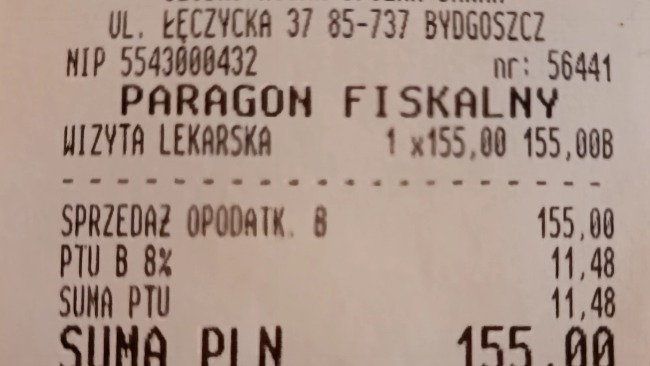 UL. ŁĘCZYCKA 37 85-737 BYDGOSZCZ
NIP 5543000432 nr: 56441
PARAGON FISKALNY
WIZYTA LEKARSKA 1 x155,00 155,00B
- - - - - - - - - - - - - - - - - - - - - - - - - -
SPRZEDAŻ OPODATK. B 155,00
PTU B 8% 11,48
SUMA PTU 11,48
SUMA PLN 155,00